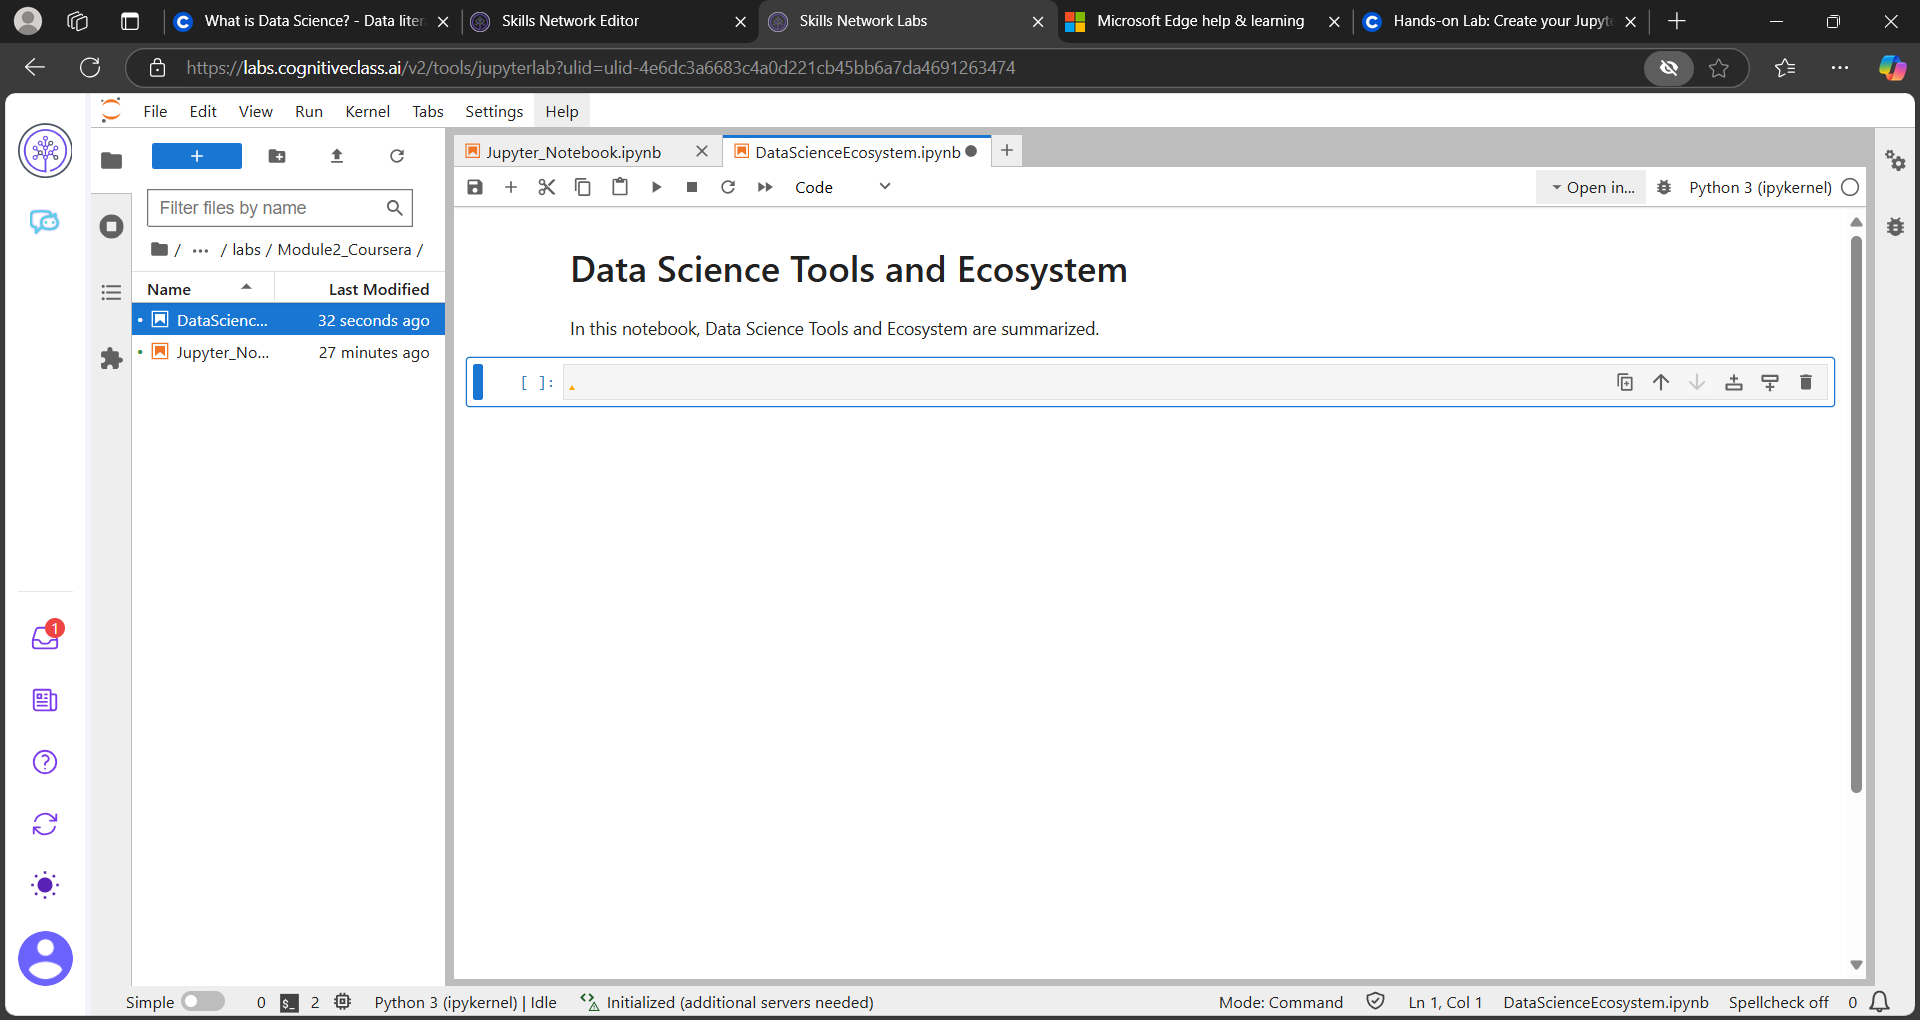 What is Data Science? - Data liter
Skills Network Editor
Skills Network Labs
Microsoft Edge help & learning
Hands-on Lab: Create your Jupyt
https://labs.cognitiveclass.ai/v2/tools/jupyterlab?ulid=ulid-4e6dc3a6683c4a0d221cb45bb6a7da4691263474
File Edit View Run Kernel Tabs Settings Help
Filter files by name
/ ... / labs / Module2_Coursera /
Name Last Modified
DataScienc... 32 seconds ago
Jupyter_No... 27 minutes ago
Jupyter_Notebook.ipynb
DataScienceEcosystem.ipynb
Code
Open in...
Python 3 (ipykernel)
Data Science Tools and Ecosystem
In this notebook, Data Science Tools and Ecosystem are summarized.
[ ]:
1
Simple 0 2 Python 3 (ipykernel) | Idle Initialized (additional servers needed) Mode: Command Ln 1, Col 1 DataScienceEcosystem.ipynb Spellcheck off 0